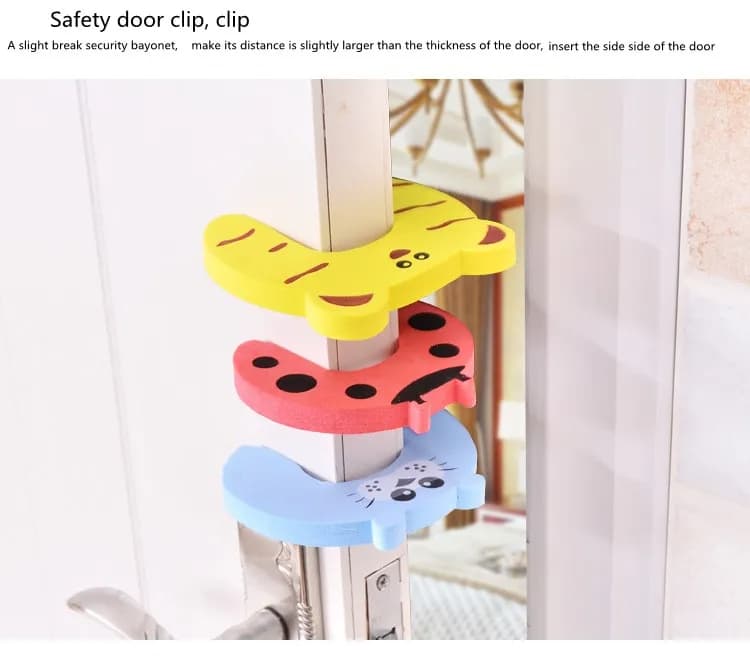 Safety door clip, clip
A slight break security bayonet, make its distance is slightly larger than the thickness of the door, insert the side side of the door